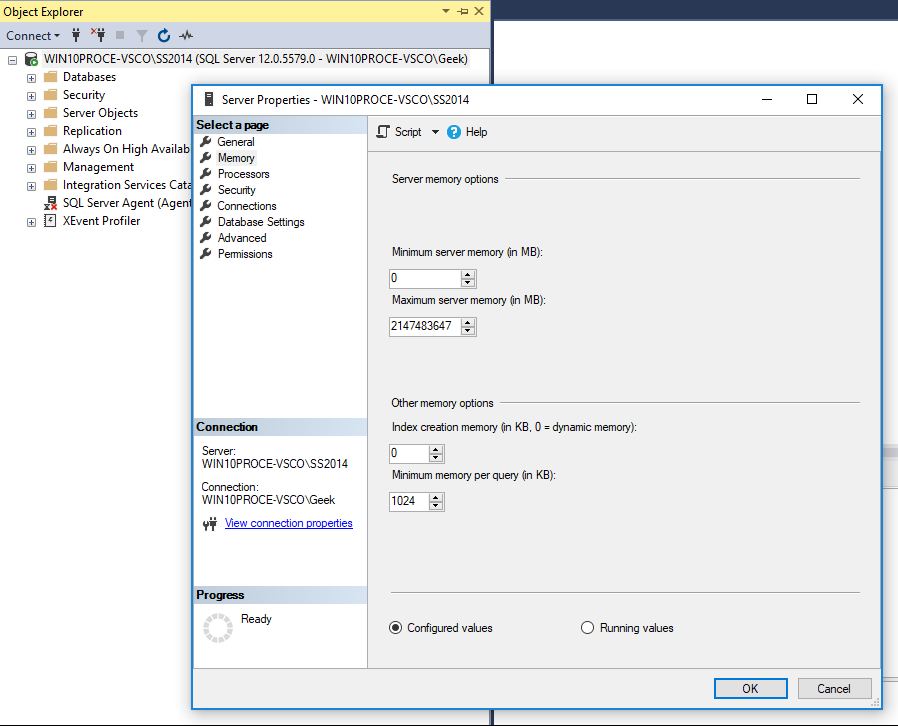 Object Explorer
Connect
WIN10PROCE-VSCO\SS2014 (SQL Server 12.0.5579.0 - WIN10PROCE-VSCO\Geek)
Databases
Security
Server Objects
Replication
Always On High Availab
Management
Integration Services Cata
SQL Server Agent (Agent
XEvent Profiler
Server Properties - WIN10PROCE-VSCO\SS2014
Select a page
General
Memory
Processors
Security
Connections
Database Settings
Advanced
Permissions
Connection
Server:
WIN10PROCE-VSCO\SS2014
Connection:
WIN10PROCE-VSCO\Geek
View connection properties
Progress
Ready
Script
Help
Server memory options
Minimum server memory (in MB):
0
Maximum server memory (in MB):
2147483647
Other memory options
Index creation memory (in KB, 0 = dynamic memory):
0
Minimum memory per query (in KB):
1024
Configured values
Running values
OK
Cancel